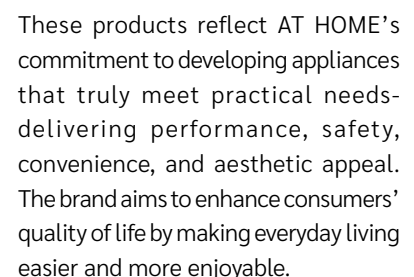 These products reflect AT HOME’s
commitment to developing appliances
that truly meet practical needs-
delivering performance, safety,
convenience, and aesthetic appeal.
The brand aims to enhance consumers’
quality of life by making everyday living
easier and more enjoyable.